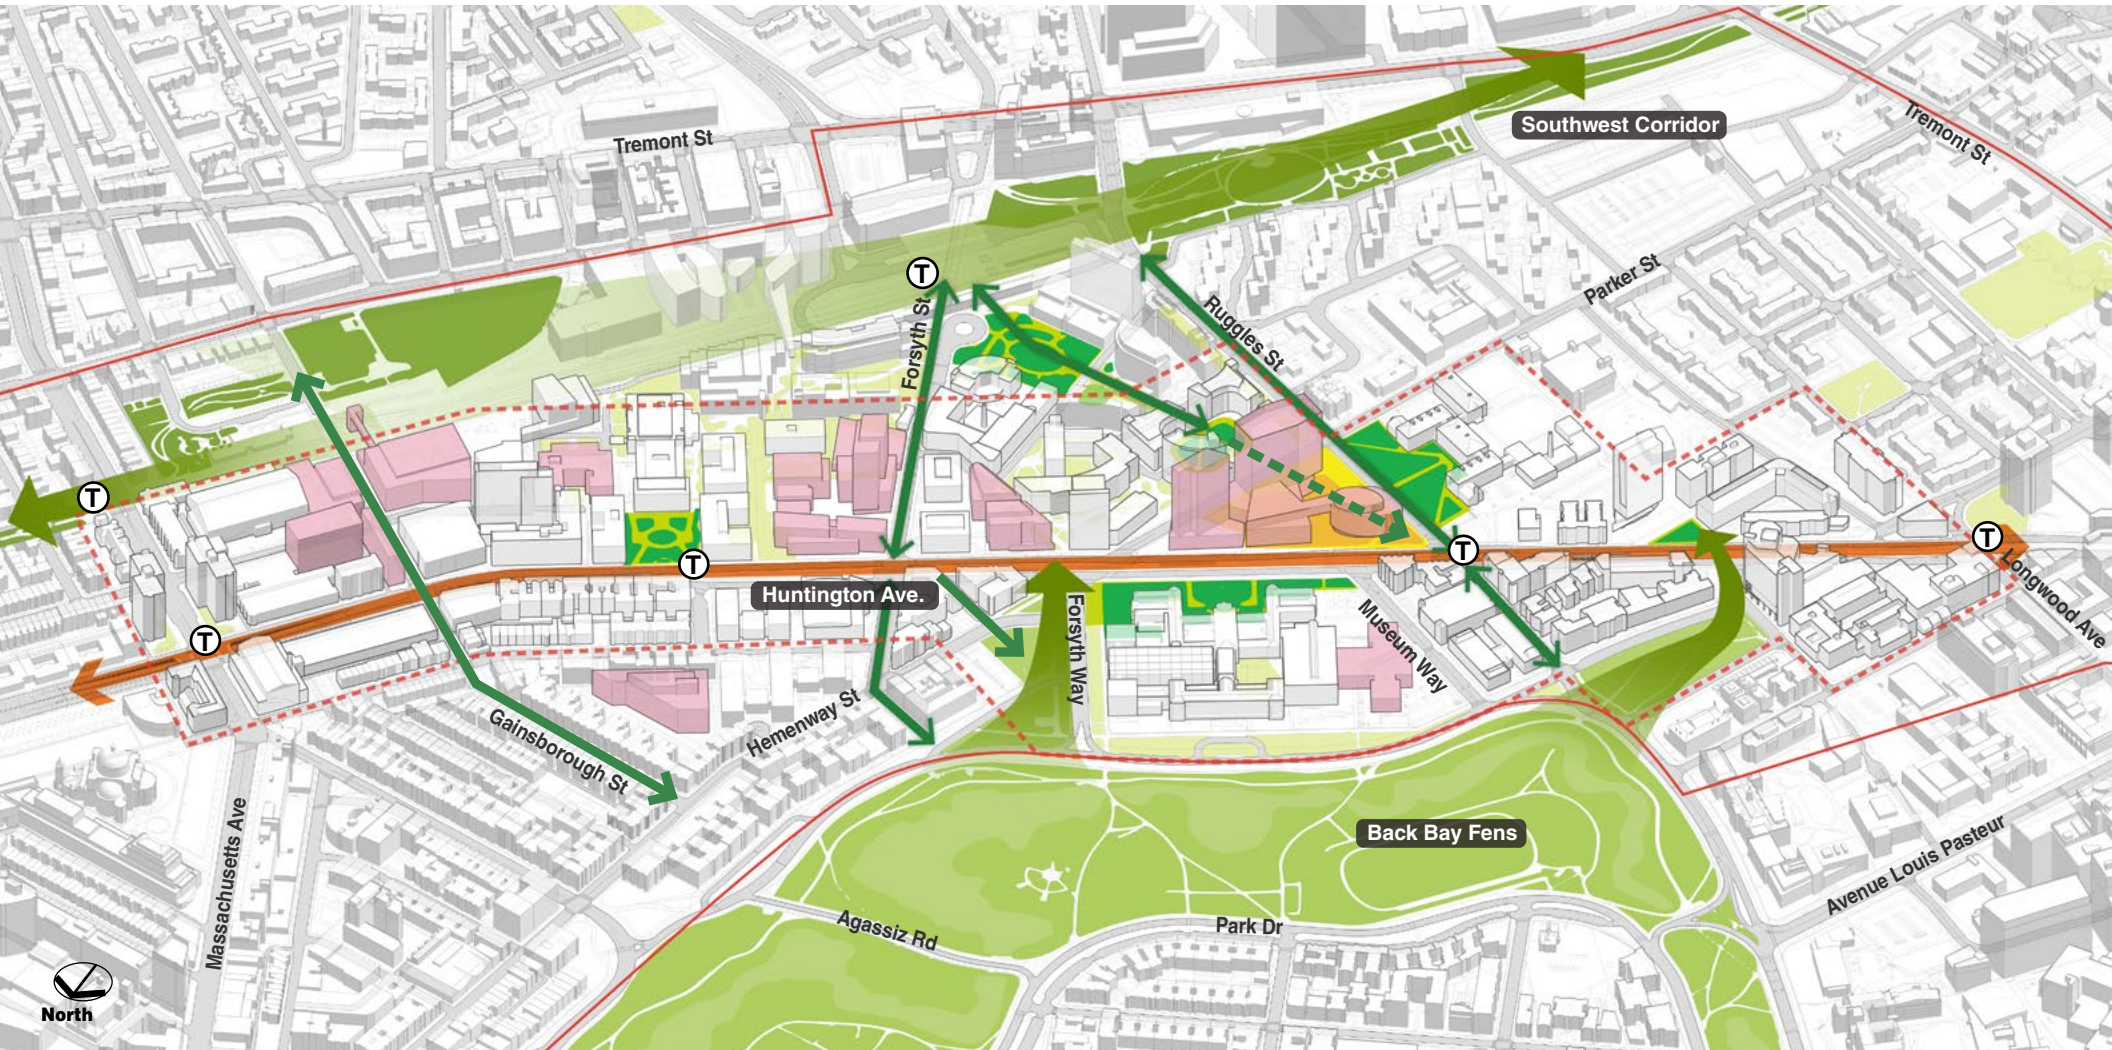 Southwest Corridor
Tremont St
Tremont St
T
Parker St
Forsyth St
Ruggles St
T
T
T
T
T
Huntington Ave.
Longwood Ave
Forsyth Way
Museum Way
Hemenway St
Gainsborough St
Massachusetts Ave
Back Bay Fens
Avenue Louis Pasteur
Agassiz Rd
Park Dr
North